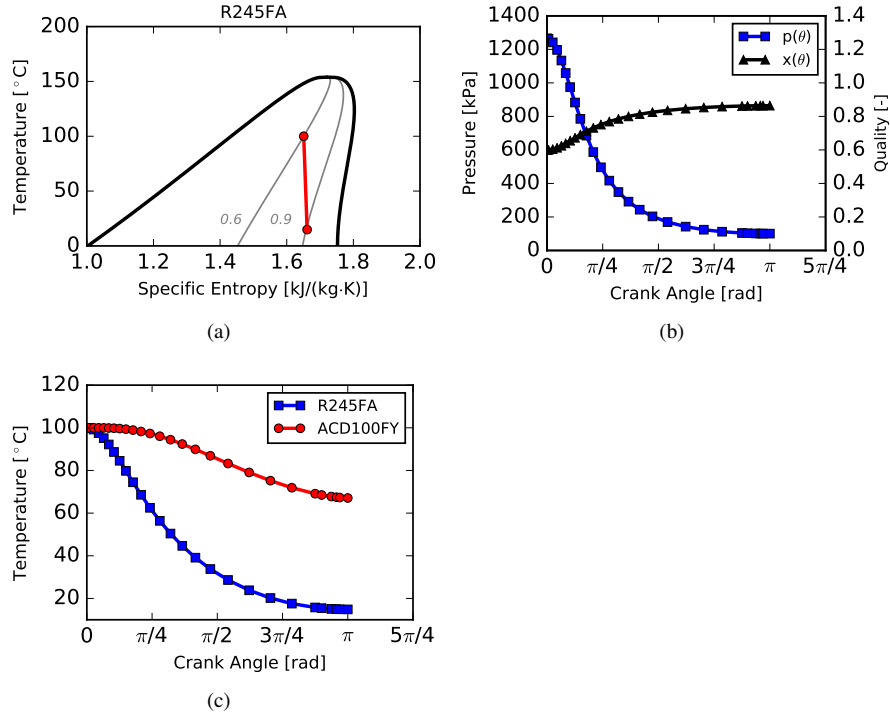 R245FA
200
150
100
50
0
1.0 1.2 1.4 1.6 1.8 2.0
Temperature [°C]
Specific Entropy [kJ/(kg·K)]
0.6 0.9
(a)
1400
1200
1000
800
600
400
200
0
Pressure [kPa]
p(θ)
x(θ)
1.4
1.2
1.0
0.8
0.6
0.4
0.2
0.0
Quality [-]
0 π/4 π/2 3π/4 π 5π/4
Crank Angle [rad]
(b)
120
100
80
60
40
20
Temperature [°C]
R245FA
ACD100FY
0 π/4 π/2 3π/4 π 5π/4
Crank Angle [rad]
(c)